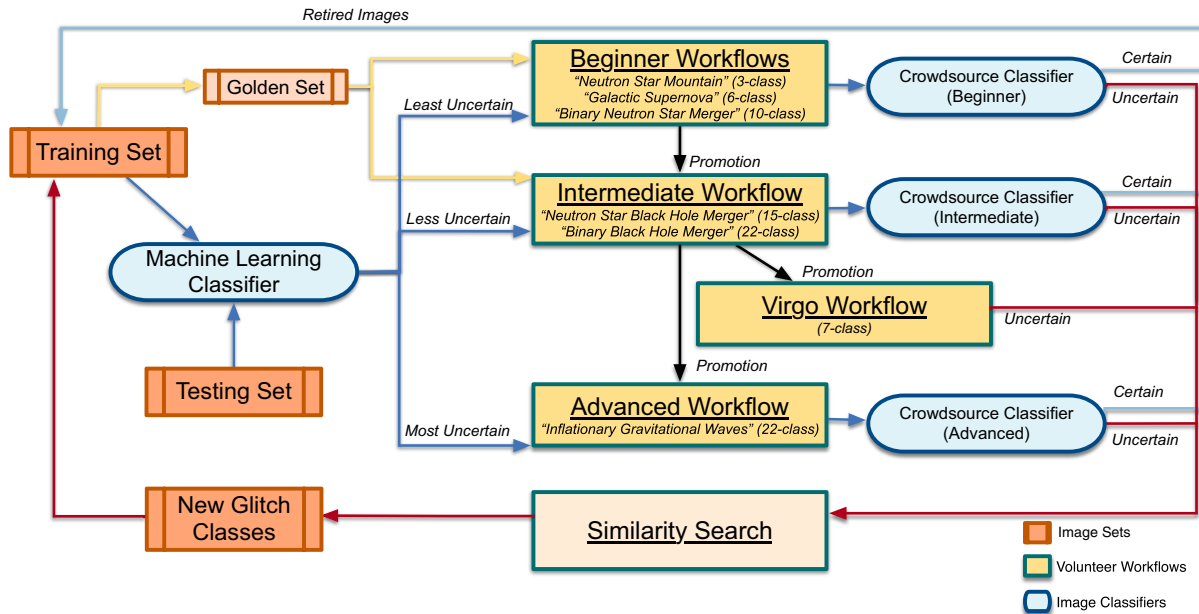 Retired Images
Golden Set
Training Set
Machine Learning
Classifier
Testing Set
New Glitch
Classes
Least Uncertain
Less Uncertain
Most Uncertain
Beginner Workflows
“Neutron Star Mountain” (3-class)
“Galactic Supernova” (6-class)
“Binary Neutron Star Merger” (10-class)
Promotion
Intermediate Workflow
“Neutron Star Black Hole Merger” (15-class)
“Binary Black Hole Merger” (22-class)
Promotion
Virgo Workflow
(7-class)
Promotion
Advanced Workflow
“Inflationary Gravitational Waves” (22-class)
Similarity Search
Crowdsource Classifier
(Beginner)
Certain
Uncertain
Crowdsource Classifier
(Intermediate)
Certain
Uncertain
Uncertain
Crowdsource Classifier
(Advanced)
Certain
Uncertain
Image Sets
Volunteer Workflows
Image Classifiers